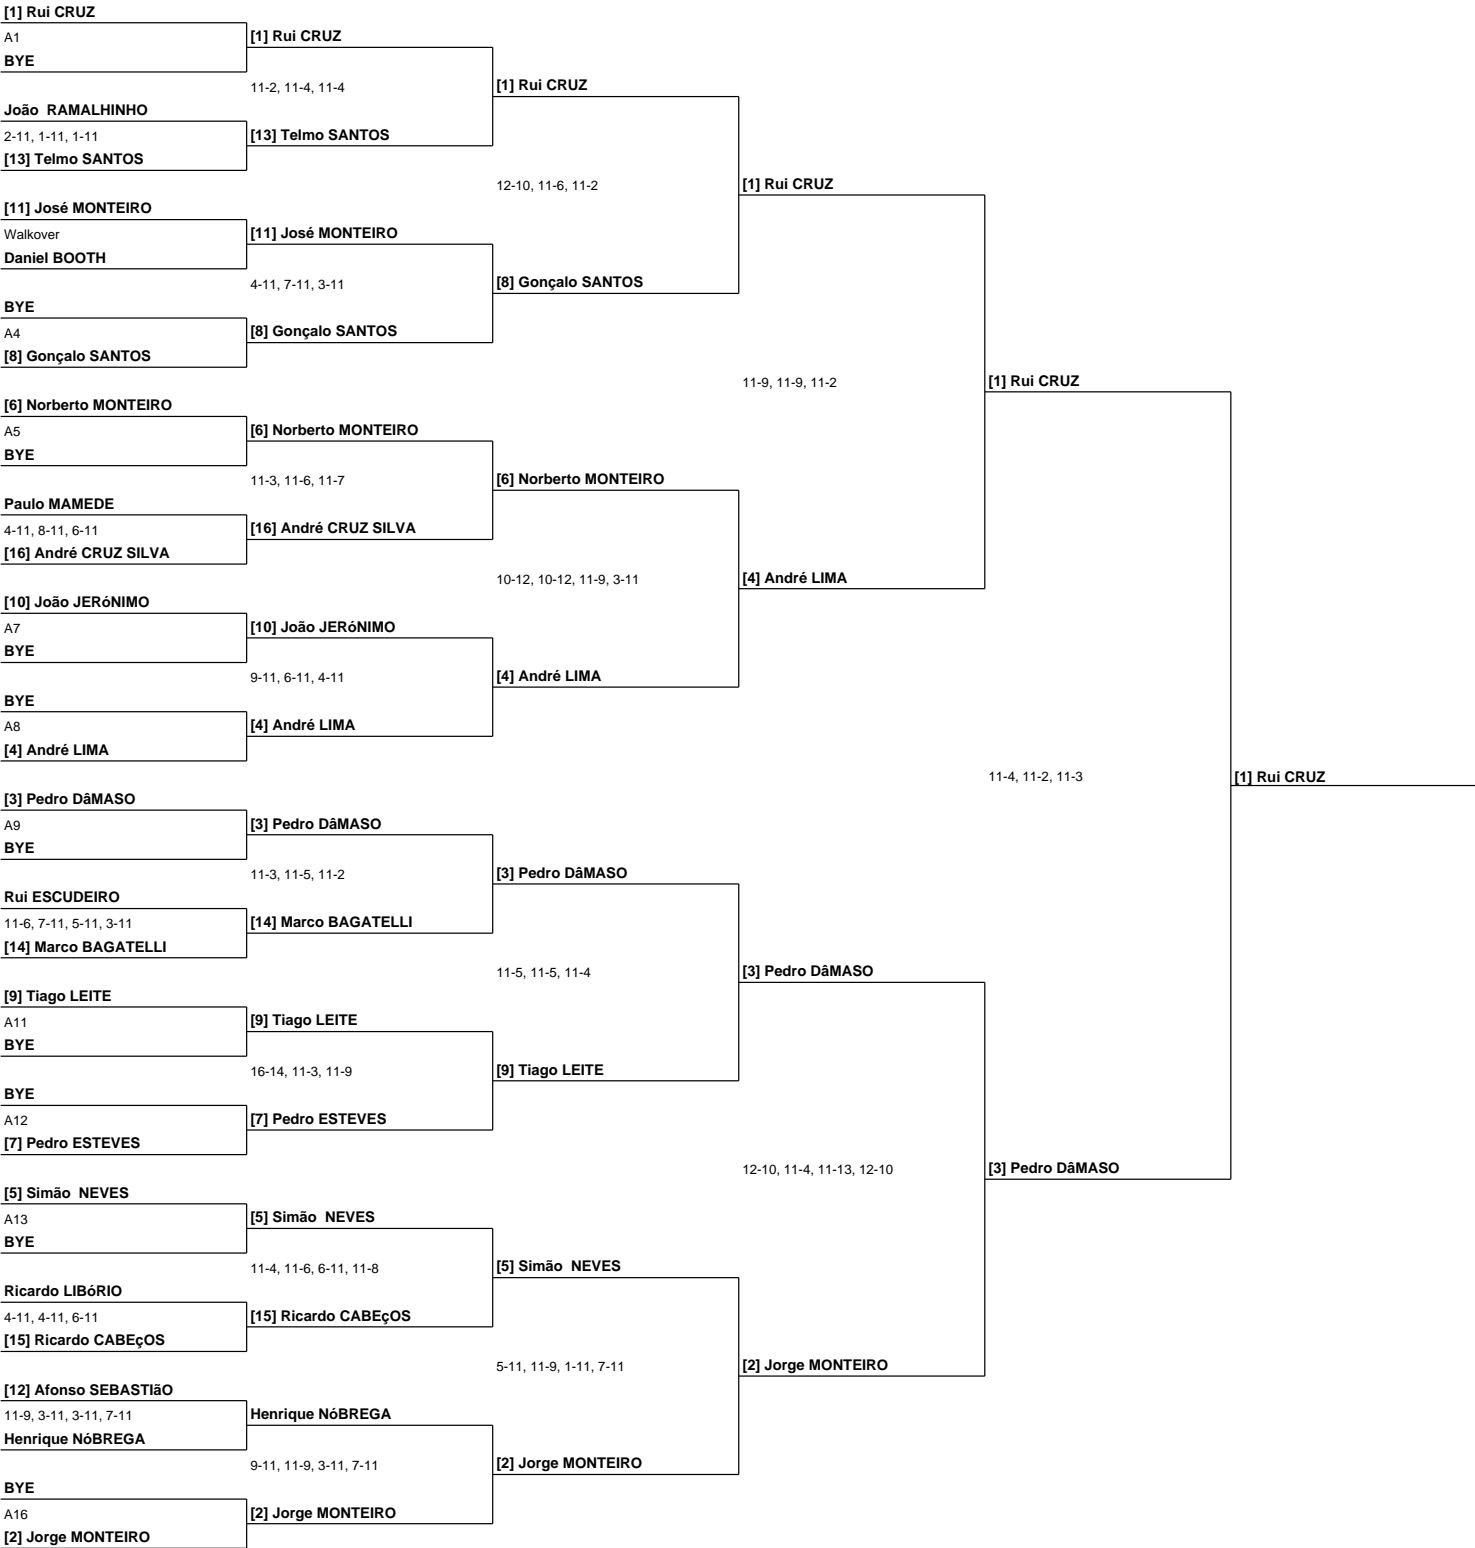 [1] Rui CRUZ
A1
BYE
João  RAMALHINHO
2-11, 1-11, 1-11
[13] Telmo SANTOS
[11] José MONTEIRO
Walkover
Daniel BOOTH
BYE
A4
[8] Gonçalo SANTOS
[6] Norberto MONTEIRO
A5
BYE
Paulo MAMEDE
4-11, 8-11, 6-11
[16] André CRUZ SILVA
[10] João JERóNIMO
A7
BYE
BYE
A8
[4] André LIMA
[3] Pedro DâMASO
A9
BYE
Rui ESCUDEIRO
11-6, 7-11, 5-11, 3-11
[14] Marco BAGATELLI
[9] Tiago LEITE
A11
BYE
BYE
A12
[7] Pedro ESTEVES
[5] Simão  NEVES
A13
BYE
Ricardo LIBóRIO
4-11, 4-11, 6-11
[15] Ricardo CABEçOS
[12] Afonso SEBASTIãO
11-9, 3-11, 3-11, 7-11
Henrique NóBREGA
BYE
A16
[2] Jorge MONTEIRO
[1] Rui CRUZ
11-2, 11-4, 11-4
[13] Telmo SANTOS
[11] José MONTEIRO
4-11, 7-11, 3-11
[8] Gonçalo SANTOS
[6] Norberto MONTEIRO
11-3, 11-6, 11-7
[16] André CRUZ SILVA
[10] João JERóNIMO
9-11, 6-11, 4-11
[4] André LIMA
[3] Pedro DâMASO
11-3, 11-5, 11-2
[14] Marco BAGATELLI
[9] Tiago LEITE
16-14, 11-3, 11-9
[7] Pedro ESTEVES
[5] Simão  NEVES
11-4, 11-6, 6-11, 11-8
[15] Ricardo CABEçOS
Henrique NóBREGA
9-11, 11-9, 3-11, 7-11
[2] Jorge MONTEIRO
[1] Rui CRUZ
12-10, 11-6, 11-2
[8] Gonçalo SANTOS
[6] Norberto MONTEIRO
10-12, 10-12, 11-9, 3-11
[4] André LIMA
[3] Pedro DâMASO
11-5, 11-5, 11-4
[9] Tiago LEITE
[5] Simão  NEVES
5-11, 11-9, 1-11, 7-11
[2] Jorge MONTEIRO
[1] Rui CRUZ
11-9, 11-9, 11-2
[4] André LIMA
[3] Pedro DâMASO
12-10, 11-4, 11-13, 12-10
[2] Jorge MONTEIRO
[1] Rui CRUZ
11-4, 11-2, 11-3
[3] Pedro DâMASO
[1] Rui CRUZ